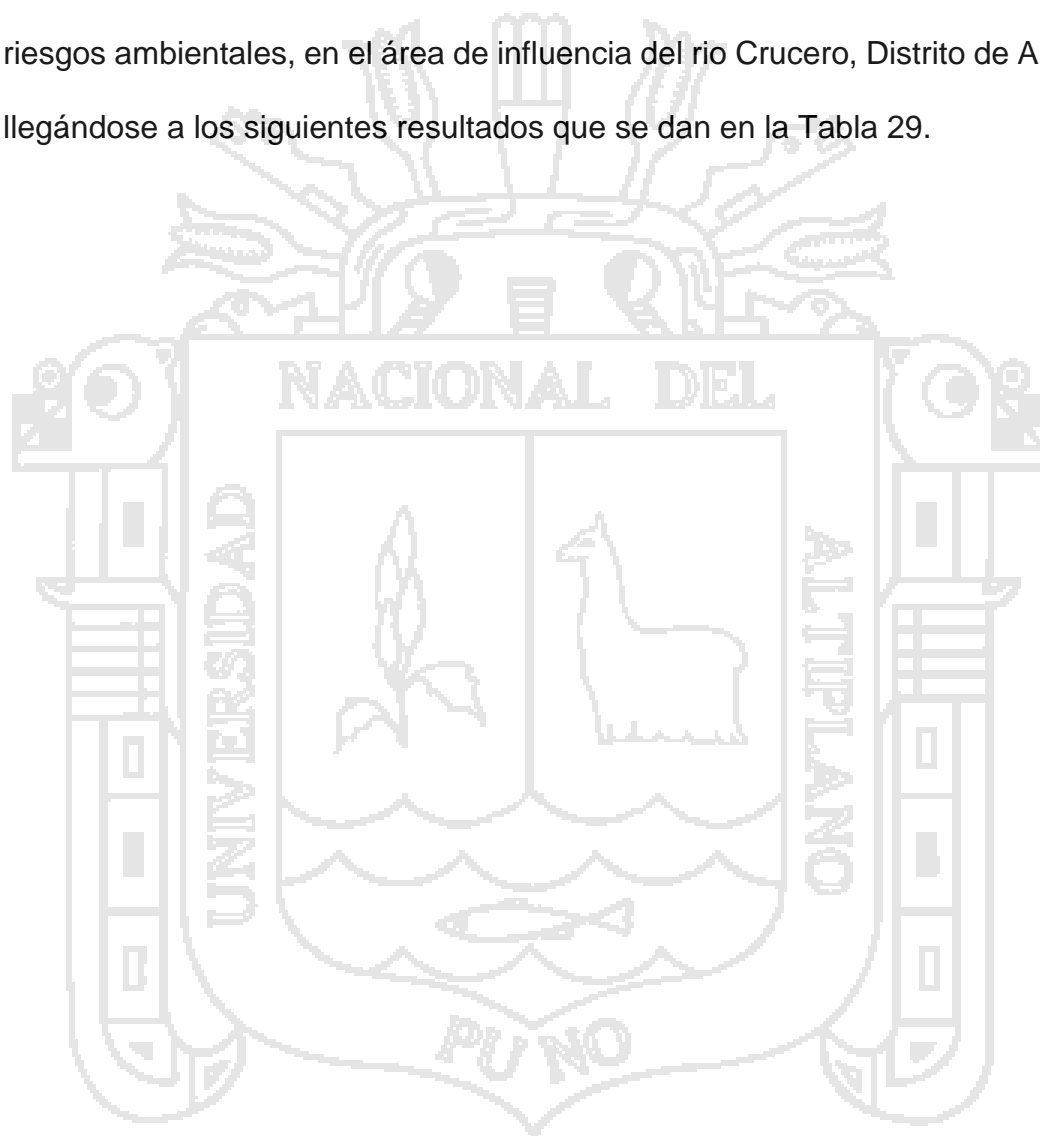 riesgos ambientales, en el área de influencia del rio Crucero, Distrito de A
llegándose a los siguientes resultados que se dan en la Tabla 29.
NACIONAL DEL
UNIVERSIDAD
ALTIPLANO
PUNO